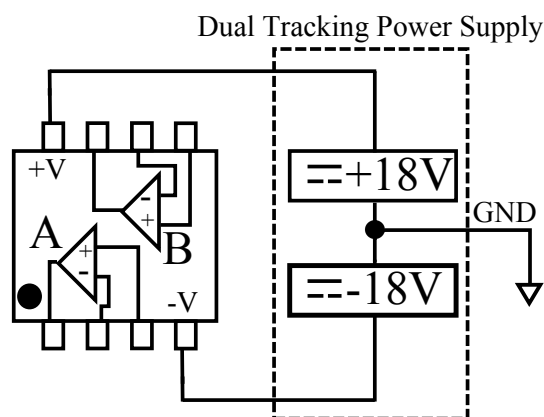 Dual Tracking Power Supply
+V
-
+
B
A
+
-
-V
+18V
GND
-18V